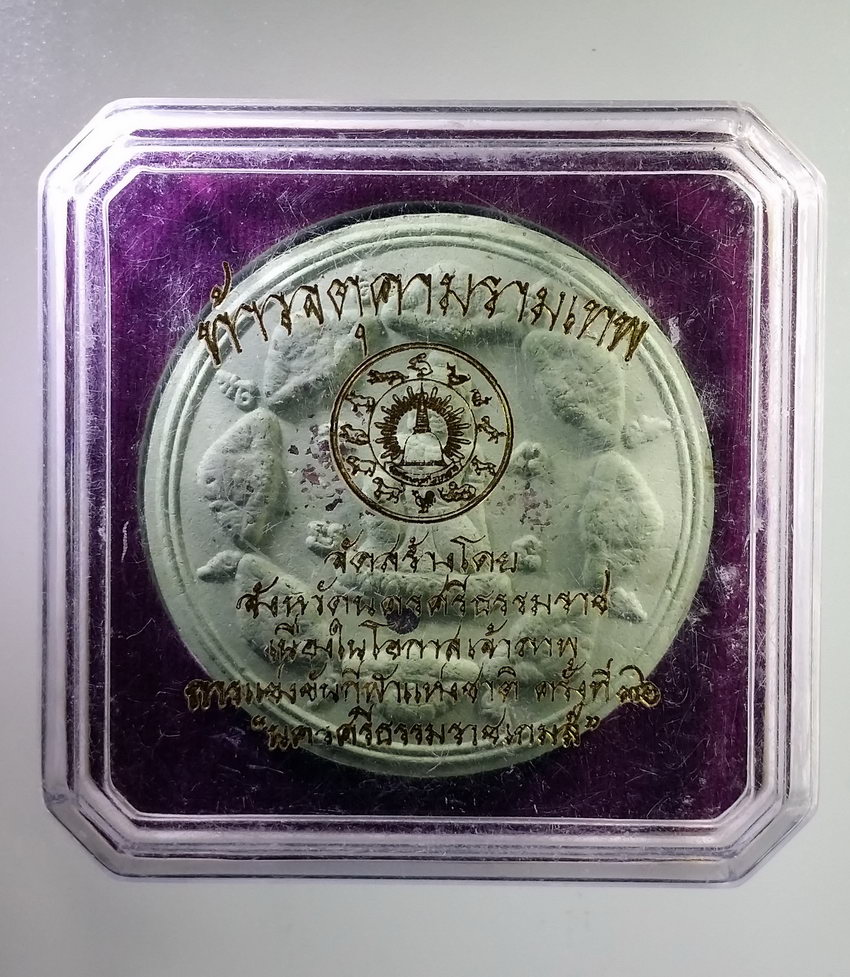 ท้าวจตุคามรามเทพ
จัดสร้างโดย
จังหวัดนครศรีธรรมราช
เนื่องในโอกาสเจ้าภาพ
การแข่งขันกีฬาแห่งชาติ ครั้งที่ ๓๖
"นครศรีธรรมราชเกมส์"